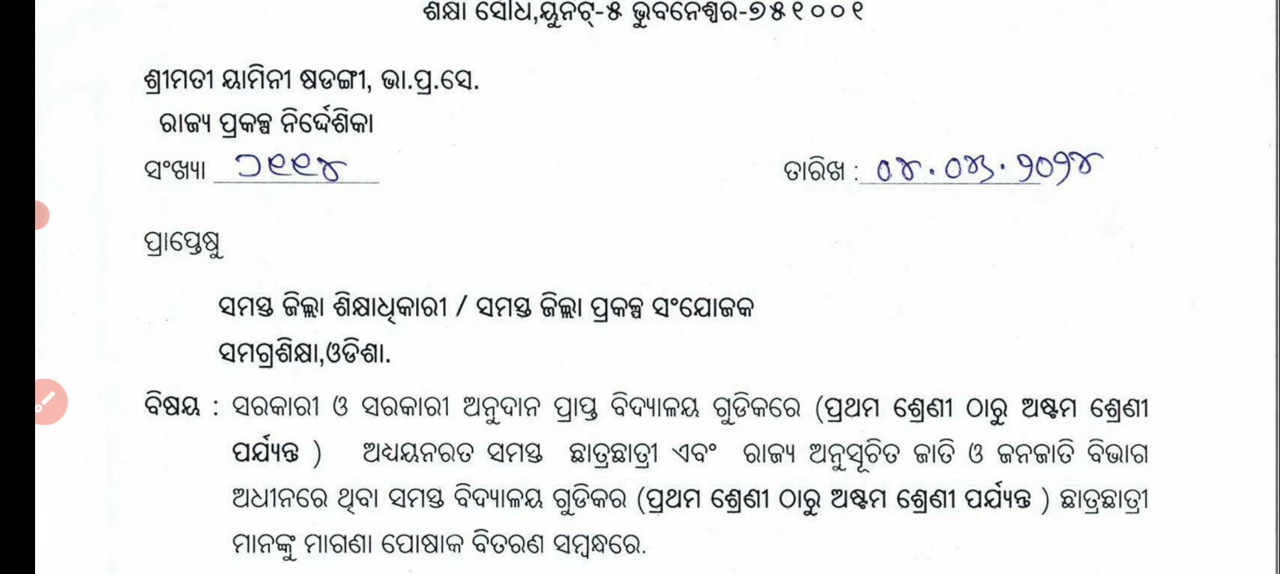 ଶିକ୍ଷା ସୌଧ,ୟୁନିଟ୍-୫ ଭୁବନେଶ୍ୱର-୭୫୧୦୦୧
ଶ୍ରୀମତୀ ୟାମିନୀ ଷଡଙ୍ଗୀ, ଭା.ପ୍ର.ସେ.
ରାଜ୍ୟ ପ୍ରକଳ୍ପ ନିର୍ଦ୍ଦେଶିକା
ସଂଖ୍ୟା ୨୧୧୪ ତାରିଖ : ୦୪.୦୬.୨୦୨୪
ପ୍ରାପ୍ତେଷୁ
ସମସ୍ତ ଜିଲ୍ଲା ଶିକ୍ଷାଧିକାରୀ / ସମସ୍ତ ଜିଲ୍ଲା ପ୍ରକଳ୍ପ ସଂଯୋଜକ
ସମଗ୍ରଶିକ୍ଷା,ଓଡିଶା.
ବିଷୟ : ସରକାରୀ ଓ ସରକାରୀ ଅନୁଦାନ ପ୍ରାପ୍ତ ବିଦ୍ୟାଳୟ ଗୁଡିକରେ (ପ୍ରଥମ ଶ୍ରେଣୀ ଠାରୁ ଅଷ୍ଟମ ଶ୍ରେଣୀ
ପର୍ଯ୍ୟନ୍ତ ) ଅଧ୍ୟୟନରତ ସମସ୍ତ ଛାତ୍ରଛାତ୍ରୀ ଏବଂ ରାଜ୍ୟ ଅନୁସୂଚିତ ଜାତି ଓ ଜନଜାତି ବିଭାଗ
ଅଧୀନରେ ଥିବା ସମସ୍ତ ବିଦ୍ୟାଳୟ ଗୁଡିକର (ପ୍ରଥମ ଶ୍ରେଣୀ ଠାରୁ ଅଷ୍ଟମ ଶ୍ରେଣୀ ପର୍ଯ୍ୟନ୍ତ ) ଛାତ୍ରଛାତ୍ରୀ
ମାନଙ୍କୁ ମାଗଣା ପୋଷାକ ବିତରଣ ସମ୍ବନ୍ଧରେ.